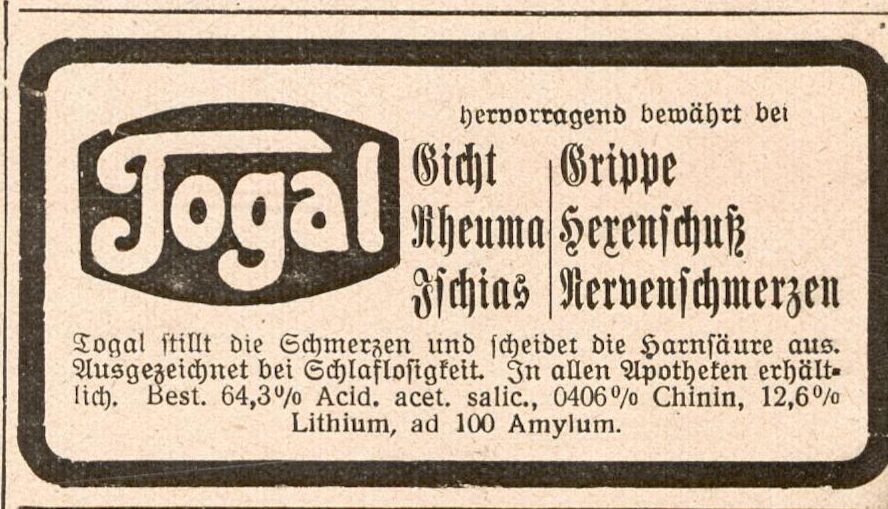 Togal
hervorragend bewährt bei
Gicht
Rheuma
Ischias
Grippe
Hexenschuß
Nervenschmerzen
Togal stillt die Schmerzen und scheidet die Harnsäure aus.
Ausgezeichnet bei Schlaflosigkeit. In allen Apotheken erhält-
lich. Best. 64,3% Acid. acet. salic., 0406% Chinin, 12,6%
Lithium, ad 100 Amylum.